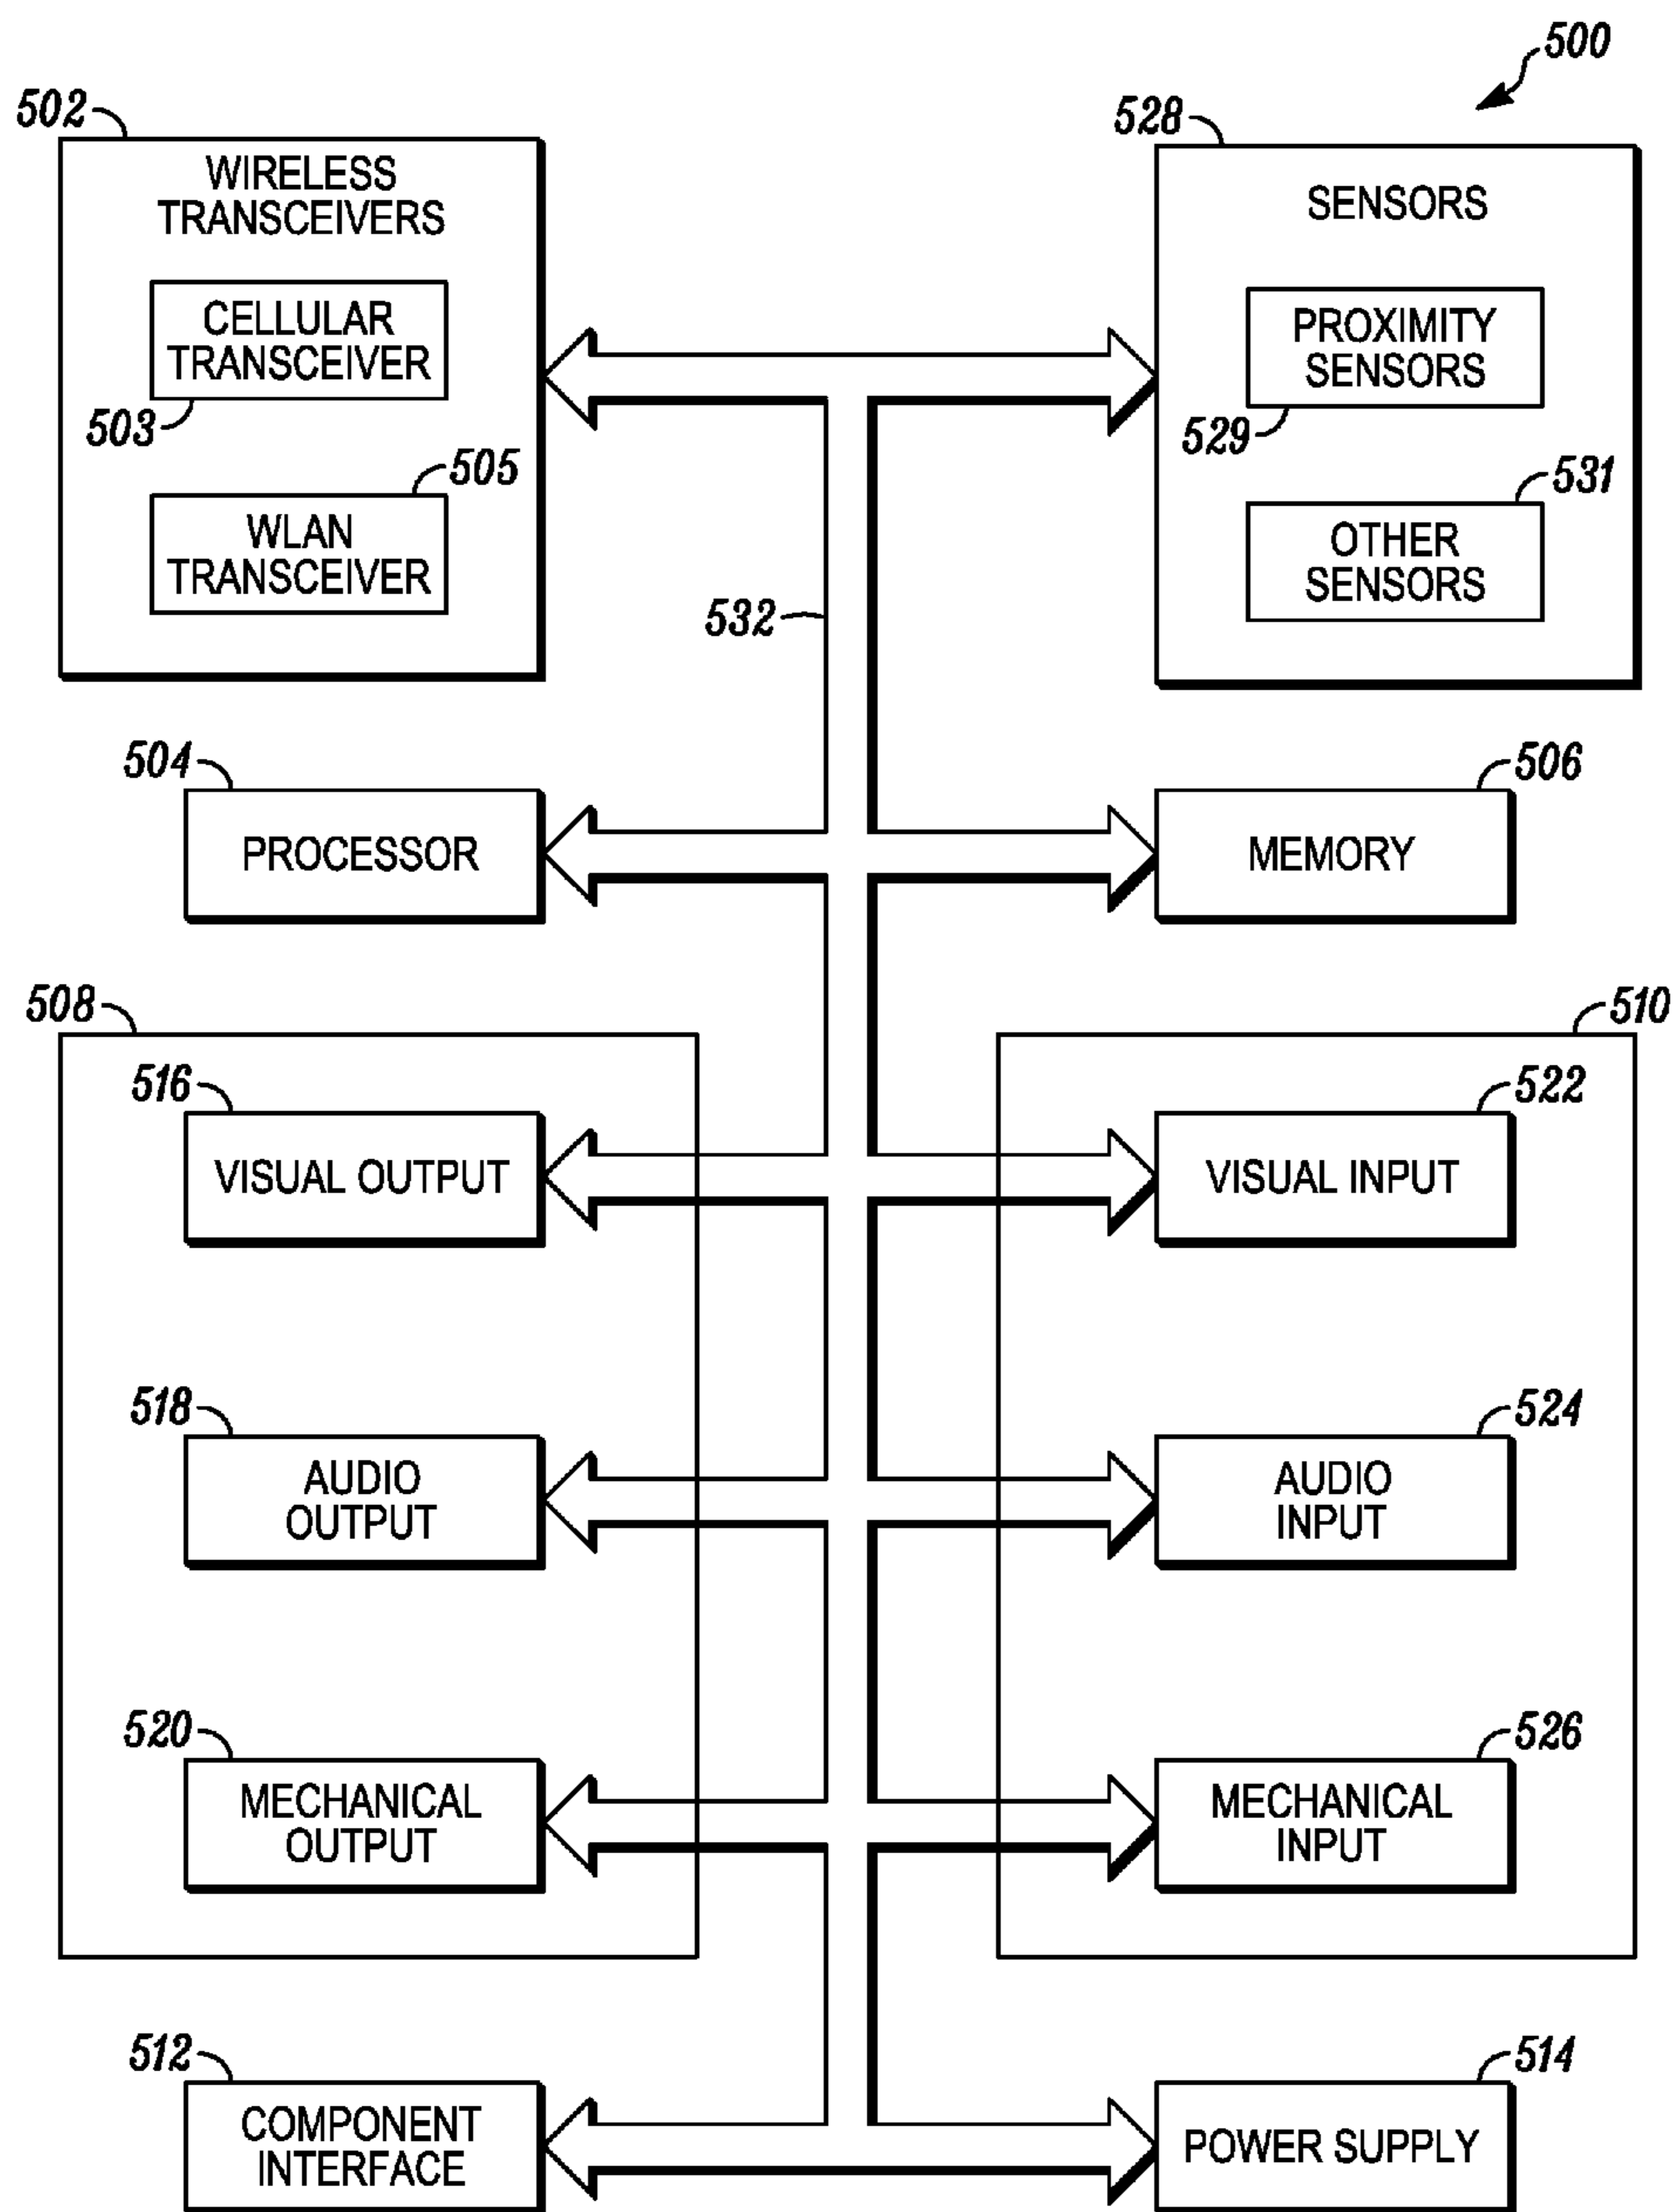 500
502
WIRELESS
TRANSCEIVERS
CELLULAR
TRANSCEIVER
503
505
WLAN
TRANSCEIVER
528
SENSORS
PROXIMITY
SENSORS
529
531
OTHER
SENSORS
532
504
PROCESSOR
506
MEMORY
508
516
VISUAL OUTPUT
518
AUDIO
OUTPUT
520
MECHANICAL
OUTPUT
510
522
VISUAL INPUT
524
AUDIO
INPUT
526
MECHANICAL
INPUT
512
COMPONENT
INTERFACE
514
POWER SUPPLY